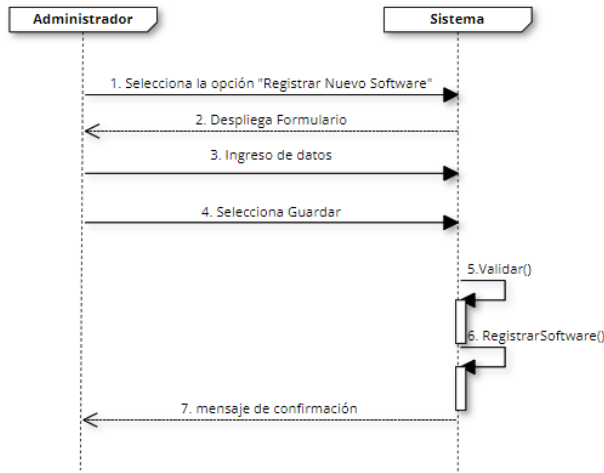 Administrador
Sistema
1. Selecciona la opción "Registrar Nuevo Software"
2. Despliega Formulario
3. Ingreso de datos
4. Selecciona Guardar
5.Validar()
6. RegistrarSoftware()
7. mensaje de confirmación